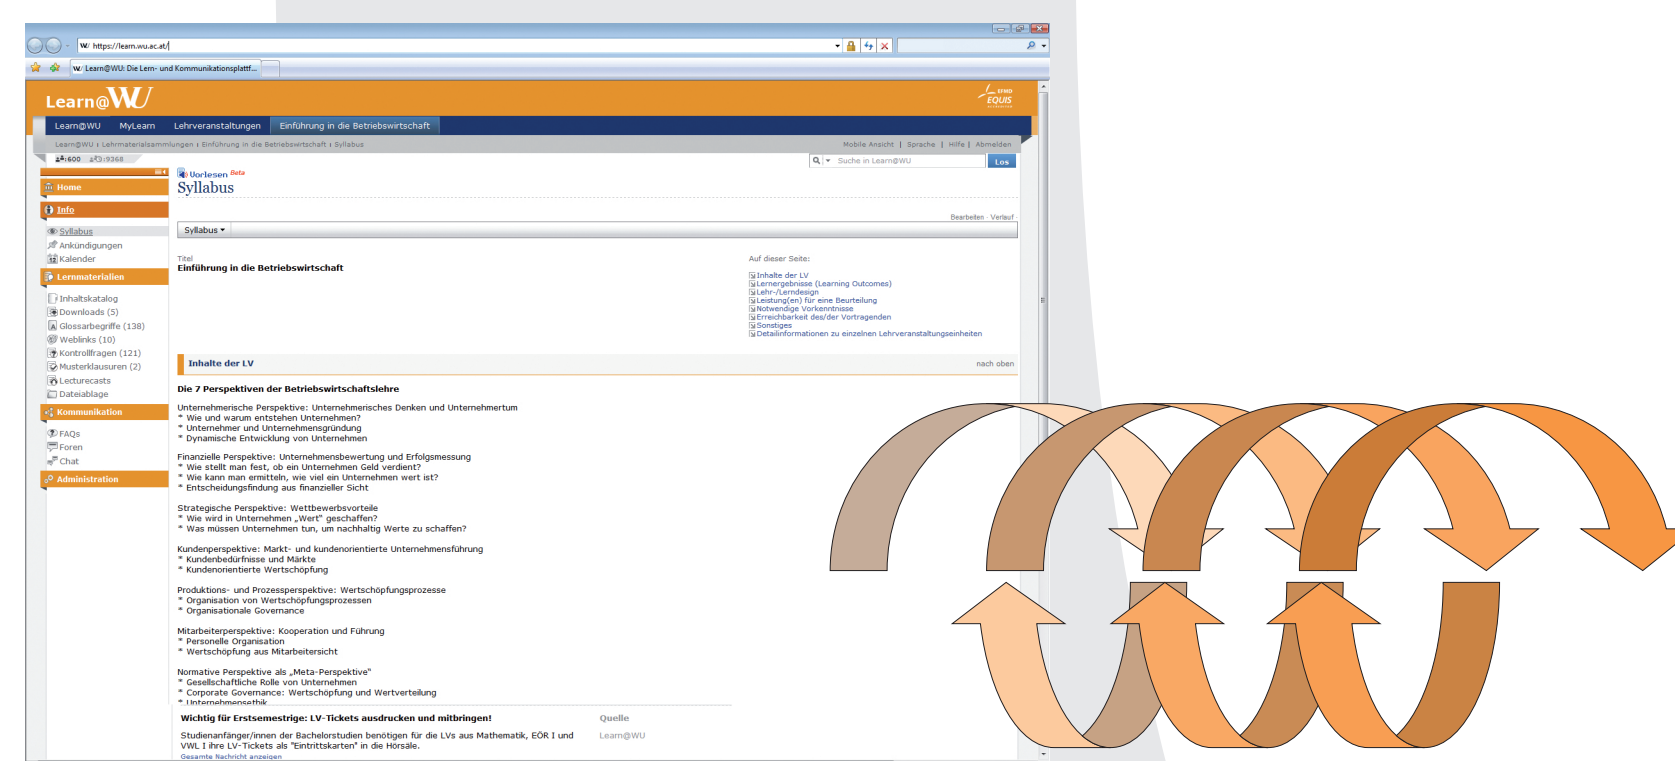 https://learn.wu.ac.at/
Learn@WU: Die Lern- und Kommunikationsplattf...
Learn@WU
EFMD
EQUIS
Learn@WU MyLearn Lehrveranstaltungen Einführung in die Betriebswirtschaft
Learn@WU › Lehrmaterialsammlungen › Einführung in die Betriebswirtschaft › Syllabus
Mobile Ansicht | Sprache | Hilfe | Abmelden
:600 :9368
Suche in Learn@WU Los
Vorlesen Beta
Syllabus
Home
Info
Syllabus
Ankündigungen
Kalender
Lernmaterialien
Inhaltskatalog
Downloads (5)
Glossarbegriffe (138)
Weblinks (10)
Kontrollfragen (121)
Musterklausuren (2)
Lecturecasts
Dateiablage
Kommunikation
FAQs
Foren
Chat
Administration
Bearbeiten · Verlauf ·
Syllabus
Titel
Einführung in die Betriebswirtschaft
Auf dieser Seite:
Inhalte der LV
Lernergebnisse (Learning Outcomes)
Lehr-/Lerndesign
Leistung(en) für eine Beurteilung
Notwendige Vorkenntnisse
Erreichbarkeit des/der Vortragenden
Sonstiges
Detailinformationen zu einzelnen Lehrveranstaltungseinheiten
Inhalte der LV nach oben
Die 7 Perspektiven der Betriebswirtschaftslehre
Unternehmerische Perspektive: Unternehmerisches Denken und Unternehmertum
* Wie und warum entstehen Unternehmen?
* Unternehmer und Unternehmensgründung
* Dynamische Entwicklung von Unternehmen
Finanzielle Perspektive: Unternehmensbewertung und Erfolgsmessung
* Wie stellt man fest, ob ein Unternehmen Geld verdient?
* Wie kann man ermitteln, wie viel ein Unternehmen wert ist?
* Entscheidungsfindung aus finanzieller Sicht
Strategische Perspektive: Wettbewerbsvorteile
* Wie wird in Unternehmen „Wert" geschaffen?
* Was müssen Unternehmen tun, um nachhaltig Werte zu schaffen?
Kundenperspektive: Markt- und kundenorientierte Unternehmensführung
* Kundenbedürfnisse und Märkte
* Kundenorientierte Wertschöpfung
Produktions- und Prozessperspektive: Wertschöpfungsprozesse
* Organisation von Wertschöpfungsprozessen
* Organisationale Governance
Mitarbeiterperspektive: Kooperation und Führung
* Personelle Organisation
* Wertschöpfung aus Mitarbeitersicht
Normative Perspektive als „Meta-Perspektive"
* Gesellschaftliche Rolle von Unternehmen
* Corporate Governance: Wertschöpfung und Wertverteilung
* Unternehmensethik
Wichtig für Erstsemestrige: LV-Tickets ausdrucken und mitbringen! Quelle
Studienanfänger/innen der Bachelorstudien benötigen für die LVs aus Mathematik, EÖR I und Learn@WU
VWL I ihre LV-Tickets als "Eintrittskarten" in die Hörsäle.
Gesamte Nachricht anzeigen